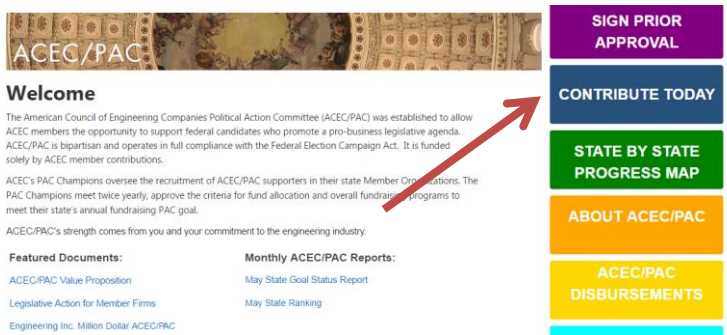 ACEC/PAC
Welcome
The American Council of Engineering Companies Political Action Committee (ACEC/PAC) was established to allow
ACEC members the opportunity to support federal candidates who promote a pro-business legislative agenda.
ACEC/PAC is bipartisan and operates in full compliance with the Federal Election Campaign Act. It is funded
solely by ACEC member contributions.
ACEC's PAC Champions oversee the recruitment of ACEC/PAC supporters in their state Member Organizations. The
PAC Champions meet twice yearly, approve the criteria for fund allocation and overall fundraising programs to
meet their state's annual fundraising PAC goal.
ACEC/PAC's strength comes from you and your commitment to the engineering industry.
Featured Documents:
ACEC/PAC Value Proposition
Legislative Action for Member Firms
Engineering Inc. Million Dollar ACEC/PAC
Monthly ACEC/PAC Reports:
May State Goal Status Report
May State Ranking
SIGN PRIOR
APPROVAL
CONTRIBUTE TODAY
STATE BY STATE
PROGRESS MAP
ABOUT ACEC/PAC
ACEC/PAC
DISBURSEMENTS